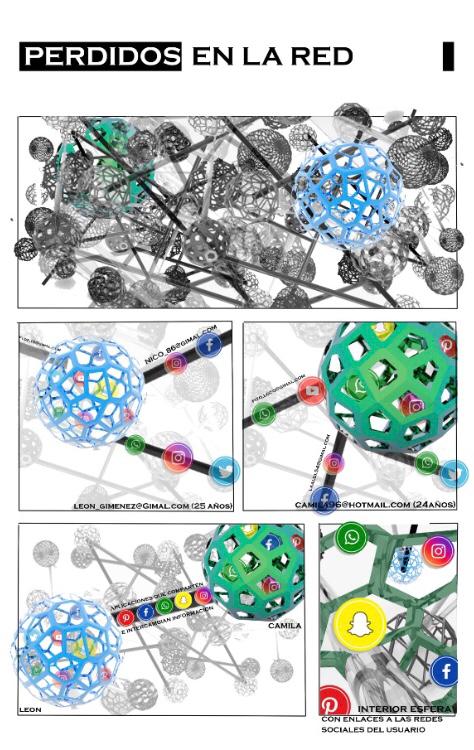 PERDIDOS EN LA RED
NICO_86@GIMAL.COM
LEON_GIMENEZ@GIMAL.COM (25 AÑOS)
CAMILA96@HOTMAIL.COM (24AÑOS)
APLICACIONES QUE COMPARTEN
E INTERCAMBIAN INFORMACIÓN
CAMILA
LEON
INTERIOR ESFERA
CON ENLACES A LAS REDES
SOCIALES DEL USUARIO